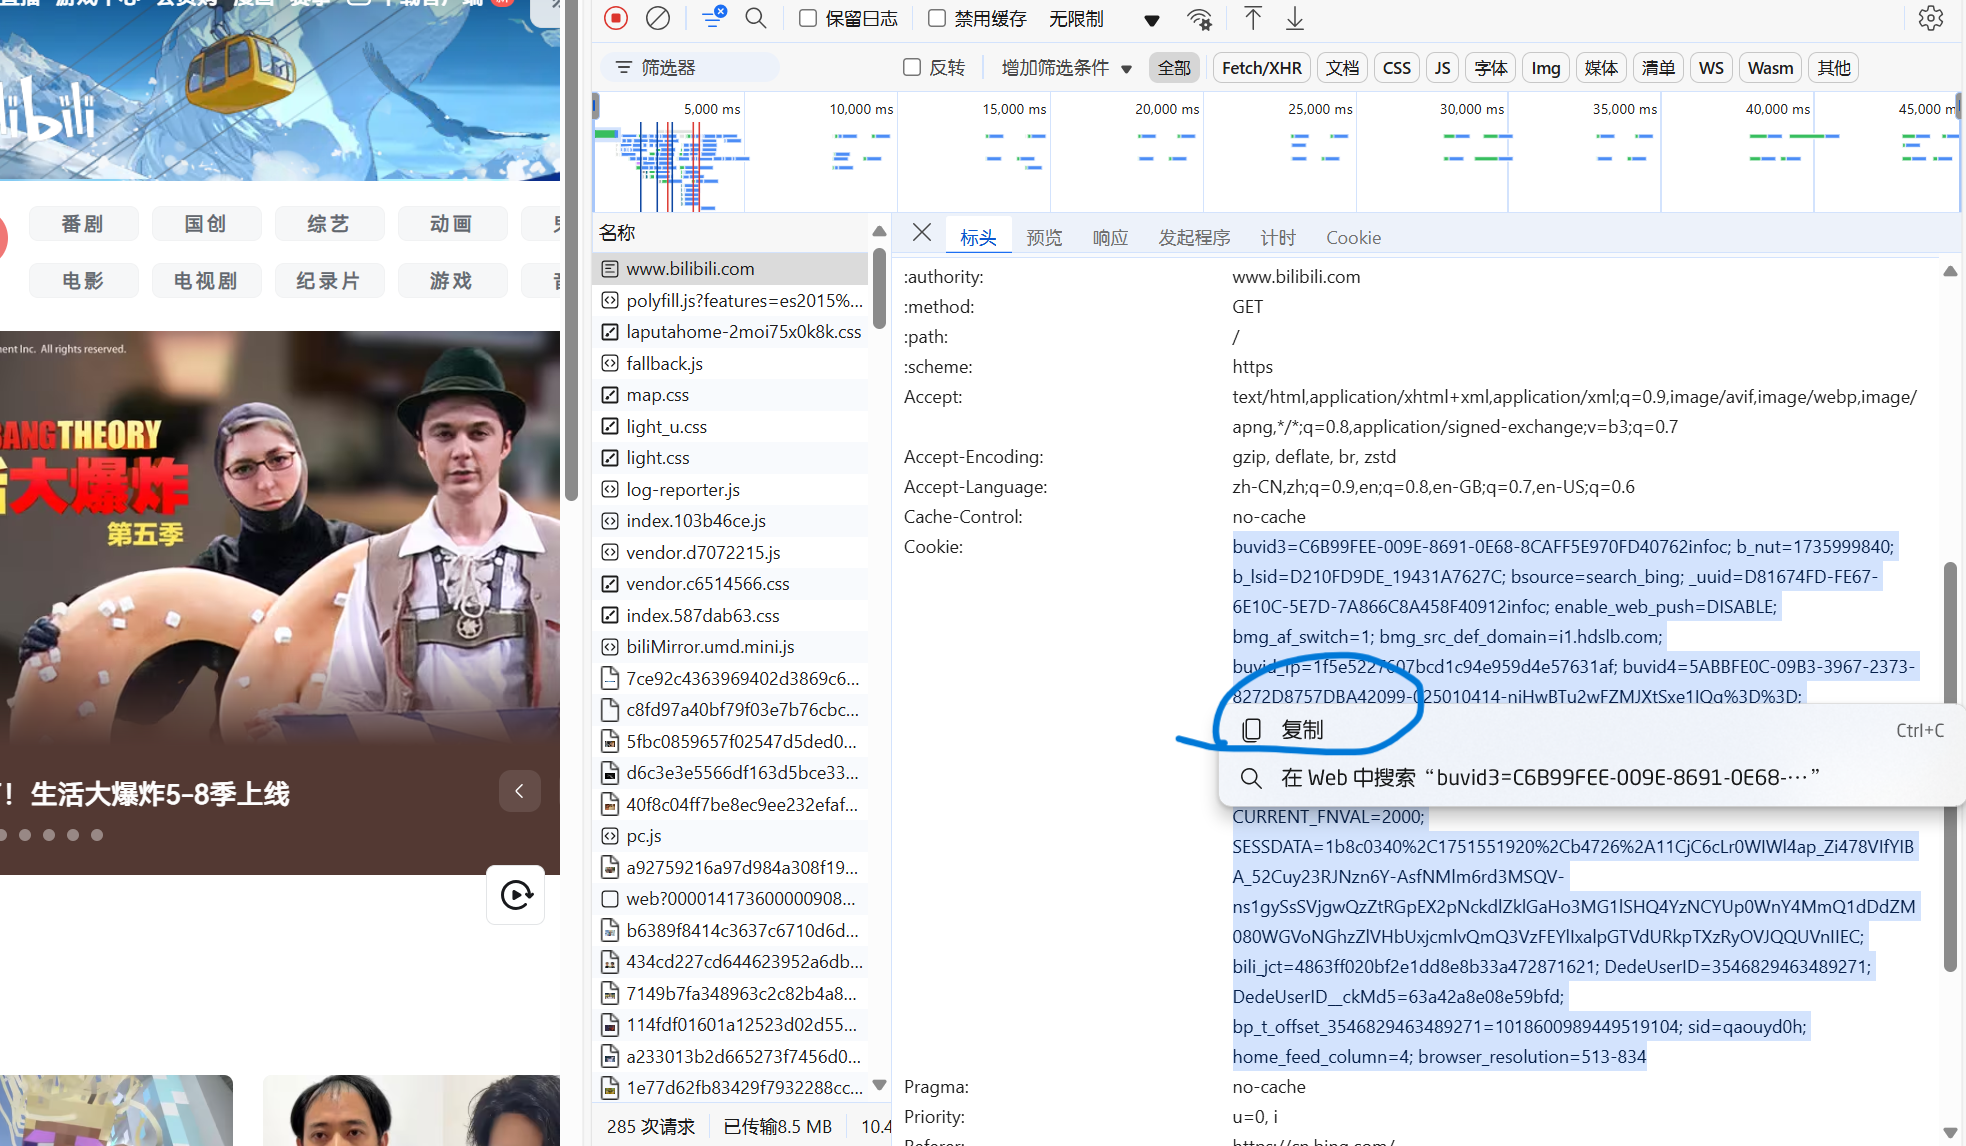 保留日志
禁用缓存
无限制
筛选器
反转
增加筛选条件
全部
Fetch/XHR
文档
CSS
JS
字体
Img
媒体
清单
WS
Wasm
其他
5,000 ms
10,000 ms
15,000 ms
20,000 ms
25,000 ms
30,000 ms
35,000 ms
40,000 ms
45,000 m
bilibili
番剧
国创
综艺
动画
电影
电视剧
纪录片
游戏
ment Inc. All rights reserved.
BANG THEORY
大爆炸
第五季
！生活大爆炸5-8季上线
名称
www.bilibili.com
polyfill.js?features=es2015%...
laputahome-2moi75x0k8k.css
fallback.js
map.css
light_u.css
light.css
log-reporter.js
index.103b46ce.js
vendor.d7072215.js
vendor.c6514566.css
index.587dab63.css
biliMirror.umd.mini.js
7ce92c4363969402d3869c6...
c8fd97a40bf79f03e7b76cbc...
5fbc0859657f02547d5ded0...
d6c3e3e5566df163d5bce33...
40f8c04ff7be8ec9ee232efaf...
pc.js
a92759216a97d984a308f19...
web?000014173600000908...
b6389f8414c3637c6710d6d...
434cd227cd644623952a6db...
7149b7fa348963c2c82b4a8...
114fdf01601a12523d02d55...
a233013b2d665273f7456d0...
1e77d62fb83429f7932288cc...
285 次请求
已传输8.5 MB
10.4
标头
预览
响应
发起程序
计时
Cookie
:authority: www.bilibili.com
:method: GET
:path: /
:scheme: https
Accept: text/html,application/xhtml+xml,application/xml;q=0.9,image/avif,image/webp,image/
apng,*/*;q=0.8,application/signed-exchange;v=b3;q=0.7
Accept-Encoding: gzip, deflate, br, zstd
Accept-Language: zh-CN,zh;q=0.9,en;q=0.8,en-GB;q=0.7,en-US;q=0.6
Cache-Control: no-cache
Cookie: buvid3=C6B99FEE-009E-8691-0E68-8CAFF5E970FD40762infoc; b_nut=1735999840;
b_lsid=D210FD9DE_19431A7627C; bsource=search_bing; _uuid=D81674FD-FE67-
6E10C-5E7D-7A866C8A458F40912infoc; enable_web_push=DISABLE;
bmg_af_switch=1; bmg_src_def_domain=i1.hdslb.com;
buvid_fp=1f5e5227607bcd1c94e959d4e57631af; buvid4=5ABBFE0C-09B3-3967-2373-
8272D8757DBA42099-025010414-niHwBTu2wFZMJXtSxe1IQg%3D%3D;
复制 Ctrl+C
在 Web 中搜索“buvid3=C6B99FEE-009E-8691-0E68-···”
CURRENT_FNVAL=2000;
SESSDATA=1b8c0340%2C1751551920%2Cb4726%2A11CjC6cLr0WIWl4ap_Zi478VIfYIB
A_52Cuy23RJNzn6Y-AsfNMlm6rd3MSQV-
ns1gySsSVjgwQzZtRGpEX2pNckdlZklGaHo3MG1lSHQ4YzNCYUp0WnY4MmQ1dDdZM
080WGVoNGhzZlVHbUxjcmlvQmQ3VzFEYlIxalpGTVdURkpTXzRyOVJQQUVnIIEC;
bili_jct=4863ff020bf2e1dd8e8b33a472871621; DedeUserID=3546829463489271;
DedeUserID__ckMd5=63a42a8e08e59bfd;
bp_t_offset_3546829463489271=1018600989449519104; sid=qaouyd0h;
home_feed_column=4; browser_resolution=513-834
Pragma: no-cache
Priority: u=0, i
Referer: https://cn.bing.com/